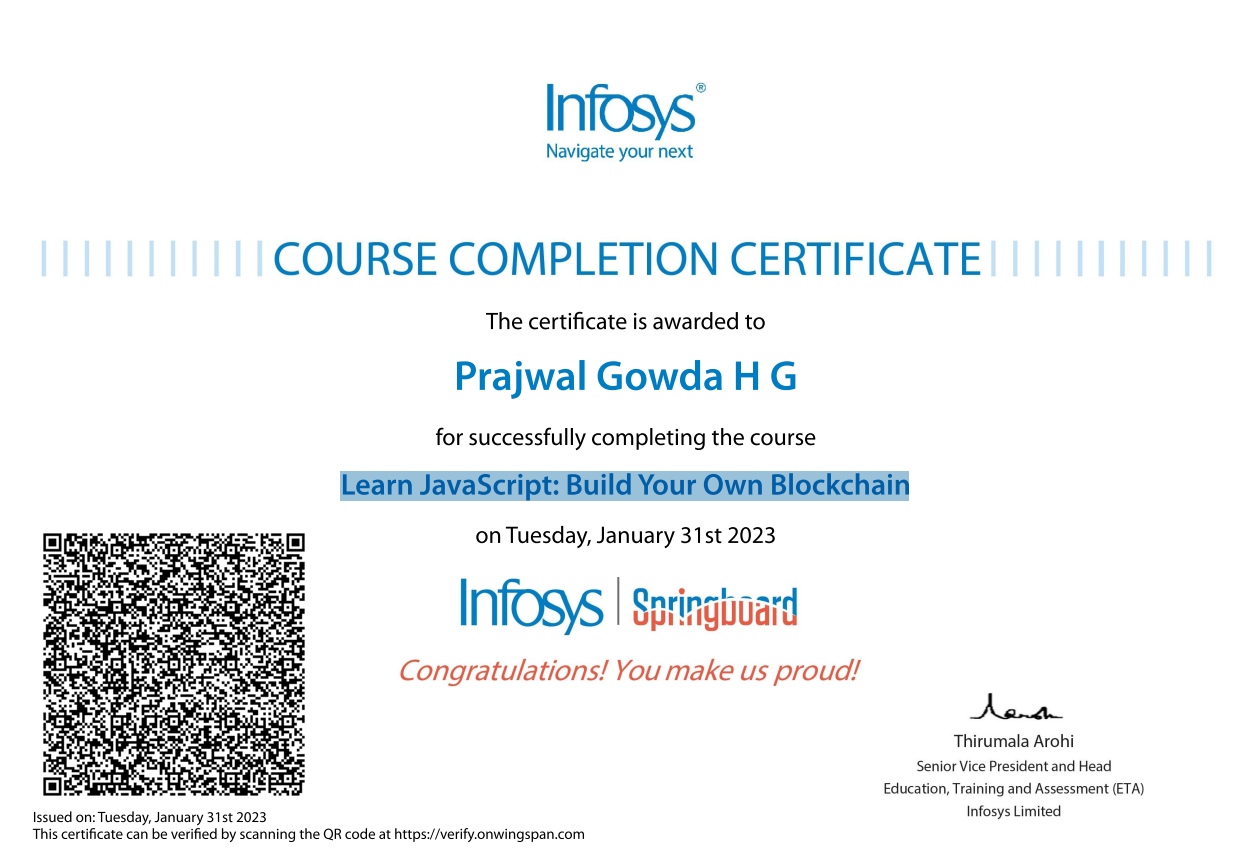 Infosys®
Navigate your next
COURSE COMPLETION CERTIFICATE
The certificate is awarded to
Prajwal Gowda H G
for successfully completing the course
Learn JavaScript: Build Your Own Blockchain
on Tuesday, January 31st 2023
Infosys | Springboard
Congratulations! You make us proud!
Thirumala Arohi
Senior Vice President and Head
Education, Training and Assessment (ETA)
Infosys Limited
Issued on: Tuesday, January 31st 2023
This certificate can be verified by scanning the QR code at https://verify.onwingspan.com